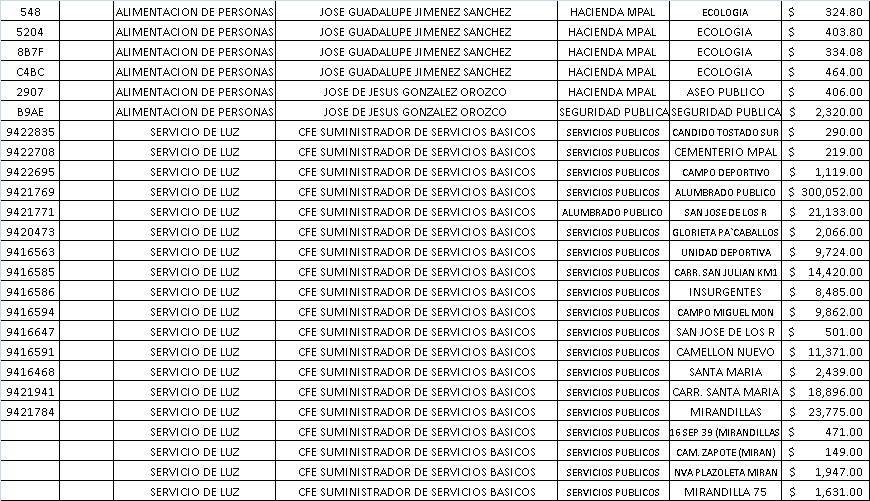 548 ALIMENTACION DE PERSONAS JOSE GUADALUPE JIMENEZ SANCHEZ HACIENDA MPAL ECOLOGIA $ 324.80
5204 ALIMENTACION DE PERSONAS JOSE GUADALUPE JIMENEZ SANCHEZ HACIENDA MPAL ECOLOGIA $ 403.80
8B7F ALIMENTACION DE PERSONAS JOSE GUADALUPE JIMENEZ SANCHEZ HACIENDA MPAL ECOLOGIA $ 334.08
C4BC ALIMENTACION DE PERSONAS JOSE GUADALUPE JIMENEZ SANCHEZ HACIENDA MPAL ECOLOGIA $ 464.00
2907 ALIMENTACION DE PERSONAS JOSE DE JESUS GONZALEZ OROZCO HACIENDA MPAL ASEO PUBLICO $ 406.00
B9AE ALIMENTACION DE PERSONAS JOSE DE JESUS GONZALEZ OROZCO SEGURIDAD PUBLICA SEGURIDAD PUBLICA $ 2,320.00
9422835 SERVICIO DE LUZ CFE SUMINISTRADOR DE SERVICIOS BASICOS SERVICIOS PUBLICOS CANDIDO TOSTADO SUR $ 290.00
9422708 SERVICIO DE LUZ CFE SUMINISTRADOR DE SERVICIOS BASICOS SERVICIOS PUBLICOS CEMENTERIO MPAL $ 219.00
9422695 SERVICIO DE LUZ CFE SUMINISTRADOR DE SERVICIOS BASICOS SERVICIOS PUBLICOS CAMPO DEPORTIVO $ 1,119.00
9421769 SERVICIO DE LUZ CFE SUMINISTRADOR DE SERVICIOS BASICOS SERVICIOS PUBLICOS ALUMBRADO PUBLICO $ 300,052.00
9421771 SERVICIO DE LUZ CFE SUMINISTRADOR DE SERVICIOS BASICOS ALUMBRADO PUBLICO SAN JOSE DE LOS R $ 21,133.00
9420473 SERVICIO DE LUZ CFE SUMINISTRADOR DE SERVICIOS BASICOS SERVICIOS PUBLICOS GLORIETA PA`CABALLOS $ 2,066.00
9416563 SERVICIO DE LUZ CFE SUMINISTRADOR DE SERVICIOS BASICOS SERVICIOS PUBLICOS UNIDAD DEPORTIVA $ 9,724.00
9416585 SERVICIO DE LUZ CFE SUMINISTRADOR DE SERVICIOS BASICOS SERVICIOS PUBLICOS CARR. SAN JULIAN KM1 $ 14,420.00
9416586 SERVICIO DE LUZ CFE SUMINISTRADOR DE SERVICIOS BASICOS SERVICIOS PUBLICOS INSURGENTES $ 8,485.00
9416594 SERVICIO DE LUZ CFE SUMINISTRADOR DE SERVICIOS BASICOS SERVICIOS PUBLICOS CAMPO MIGUEL MON $ 9,862.00
9416647 SERVICIO DE LUZ CFE SUMINISTRADOR DE SERVICIOS BASICOS SERVICIOS PUBLICOS SAN JOSE DE LOS R $ 501.00
9416591 SERVICIO DE LUZ CFE SUMINISTRADOR DE SERVICIOS BASICOS SERVICIOS PUBLICOS CAMELLON NUEVO $ 11,371.00
9416468 SERVICIO DE LUZ CFE SUMINISTRADOR DE SERVICIOS BASICOS SERVICIOS PUBLICOS SANTA MARIA $ 2,439.00
9421941 SERVICIO DE LUZ CFE SUMINISTRADOR DE SERVICIOS BASICOS SERVICIOS PUBLICOS CARR. SANTA MARIA $ 18,896.00
9421784 SERVICIO DE LUZ CFE SUMINISTRADOR DE SERVICIOS BASICOS SERVICIOS PUBLICOS MIRANDILLAS $ 23,775.00
SERVICIO DE LUZ CFE SUMINISTRADOR DE SERVICIOS BASICOS SERVICIOS PUBLICOS 16 SEP 39 (MIRANDILLAS $ 471.00
SERVICIO DE LUZ CFE SUMINISTRADOR DE SERVICIOS BASICOS SERVICIOS PUBLICOS CAM. ZAPOTE (MIRAN) $ 149.00
SERVICIO DE LUZ CFE SUMINISTRADOR DE SERVICIOS BASICOS SERVICIOS PUBLICOS NVA PLAZOLETA MIRAN $ 1,947.00
SERVICIO DE LUZ CFE SUMINISTRADOR DE SERVICIOS BASICOS SERVICIOS PUBLICOS MIRANDILLA 75 $ 1,631.00